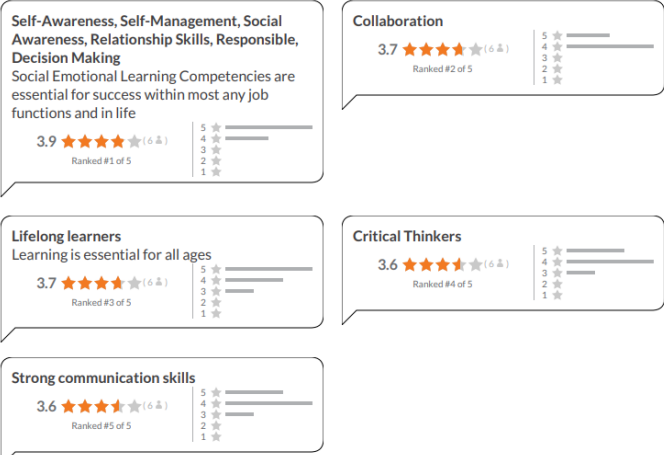 Self-Awareness, Self-Management, Social
Awareness, Relationship Skills, Responsible,
Decision Making
Social Emotional Learning Competencies are
essential for success within most any job
functions and in life
3.9 (6)
Ranked #1 of 5
5
4
3
2
1
Collaboration
3.7 (6)
Ranked #2 of 5
5
4
3
2
1
Lifelong learners
Learning is essential for all ages
3.7 (6)
Ranked #3 of 5
5
4
3
2
1
Critical Thinkers
3.6 (6)
Ranked #4 of 5
5
4
3
2
1
Strong communication skills
3.6 (6)
Ranked #5 of 5
5
4
3
2
1